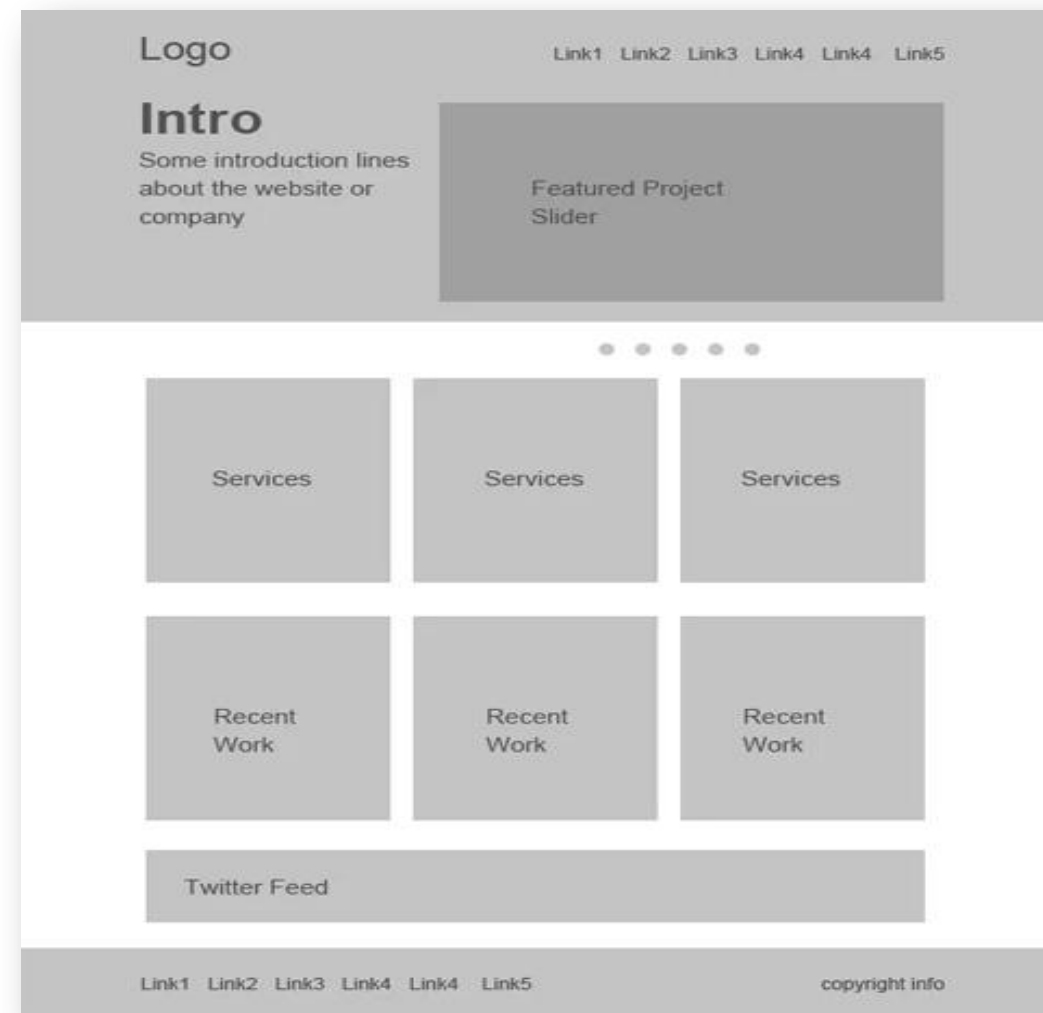 Logo
Link1 Link2 Link3 Link4 Link4 Link5
Intro
Some introduction lines
about the website or
company
Featured Project
Slider
Services
Services
Services
Recent
Work
Recent
Work
Recent
Work
Twitter Feed
Link1 Link2 Link3 Link4 Link4 Link5
copyright info